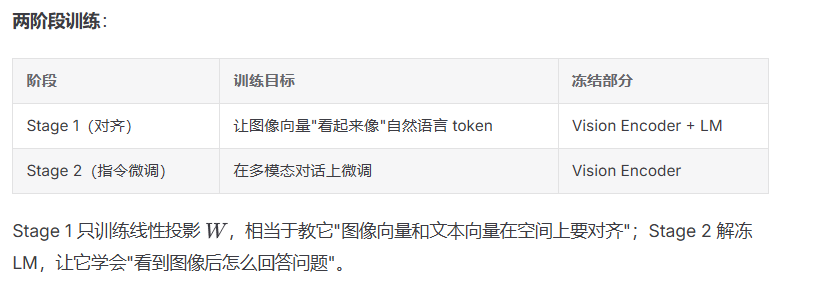 两阶段训练：
阶段 训练目标 冻结部分
Stage 1（对齐） 让图像向量"看起来像"自然语言 token Vision Encoder + LM
Stage 2（指令微调） 在多模态对话上微调 Vision Encoder
Stage 1 只训练线性投影 W，相当于教它"图像向量和文本向量在空间上要对齐"；Stage 2 解冻
LM，让它学会"看到图像后怎么回答问题"。